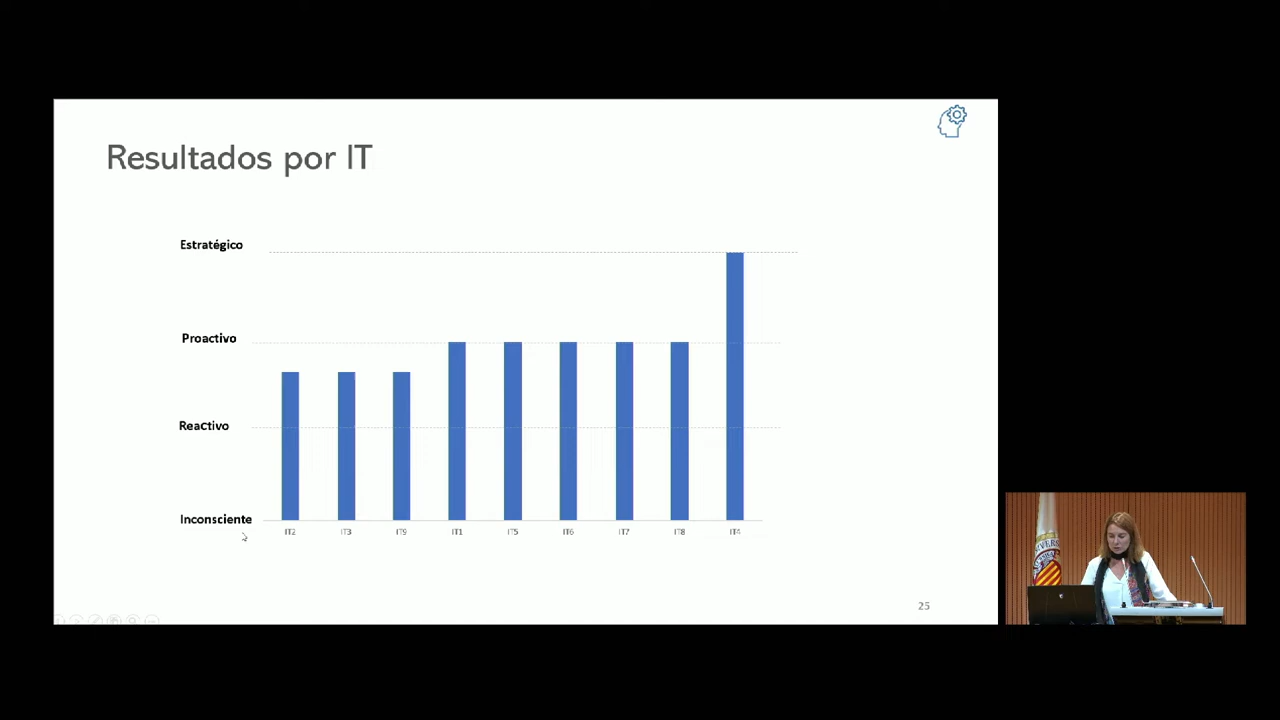 Resultados por IT
Estratégico
Proactivo
Reactivo
Inconsciente
IT2 IT3 IT9 IT1 IT5 IT6 IT7 IT8 IT4
25